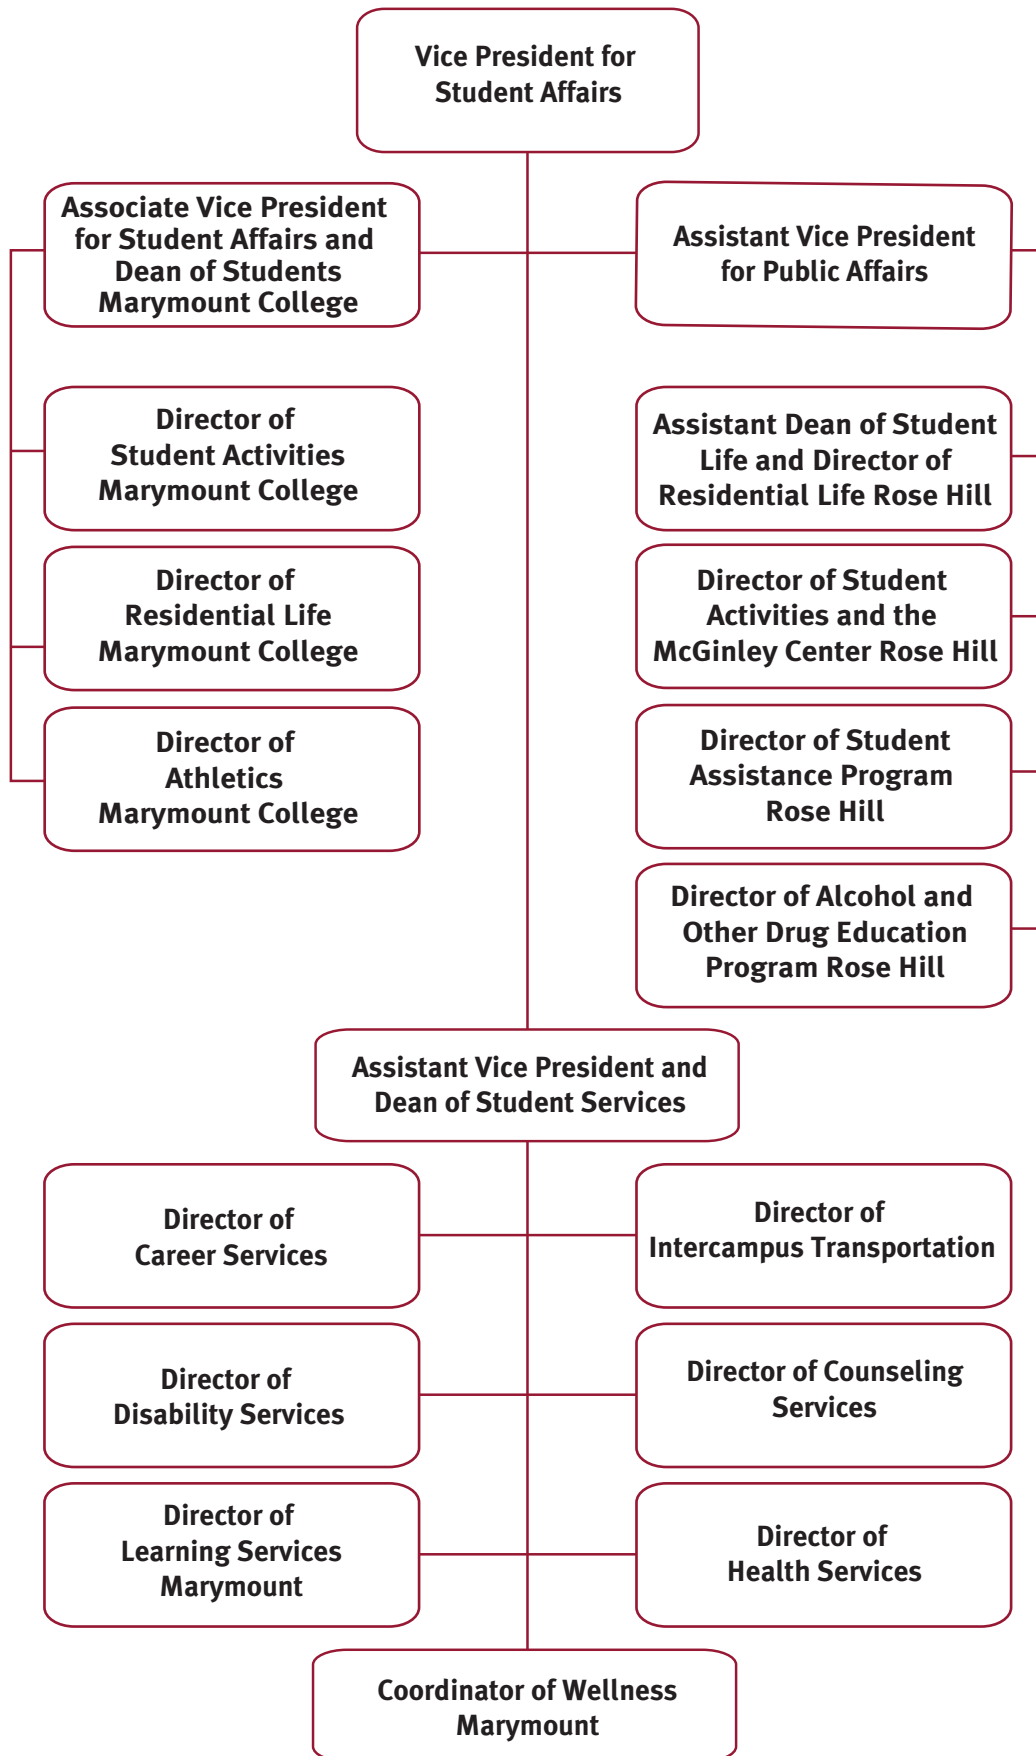 Vice President for
Student Affairs
Associate Vice President
for Student Affairs and
Dean of Students
Marymount College
Assistant Vice President
for Public Affairs
Director of
Student Activities
Marymount College
Assistant Dean of Student
Life and Director of
Residential Life Rose Hill
Director of
Residential Life
Marymount College
Director of Student
Activities and the
McGinley Center Rose Hill
Director of
Athletics
Marymount College
Director of Student
Assistance Program
Rose Hill
Director of Alcohol and
Other Drug Education
Program Rose Hill
Assistant Vice President and
Dean of Student Services
Director of
Career Services
Director of
Intercampus Transportation
Director of
Disability Services
Director of Counseling
Services
Director of
Learning Services
Marymount
Director of
Health Services
Coordinator of Wellness
Marymount